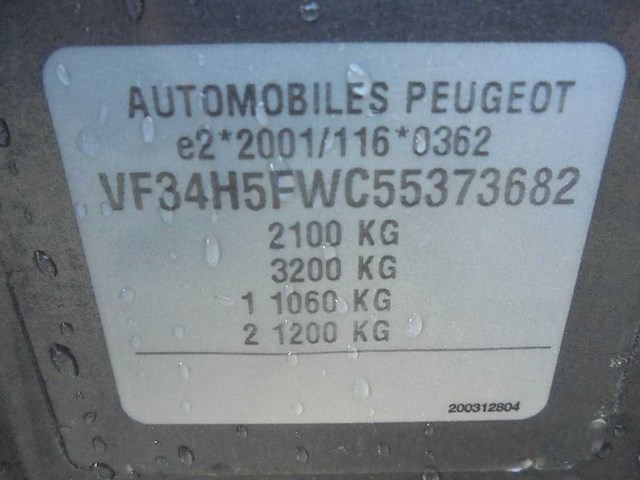 AUTOMOBILES PEUGEOT
e2*2001/116*0362
VF34H5FWC55373682
2100 KG
3200 KG
1 1060 KG
2 1200 KG
200312804